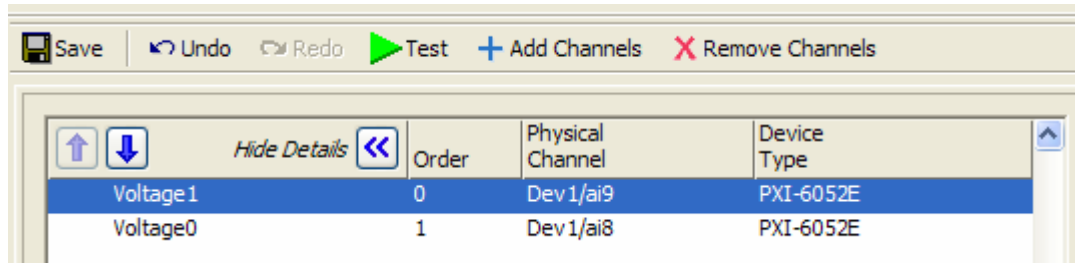 Save Undo Redo Test Add Channels Remove Channels
Hide Details Order Physical Channel Device Type
Voltage1 0 Dev1/ai9 PXI-6052E
Voltage0 1 Dev1/ai8 PXI-6052E